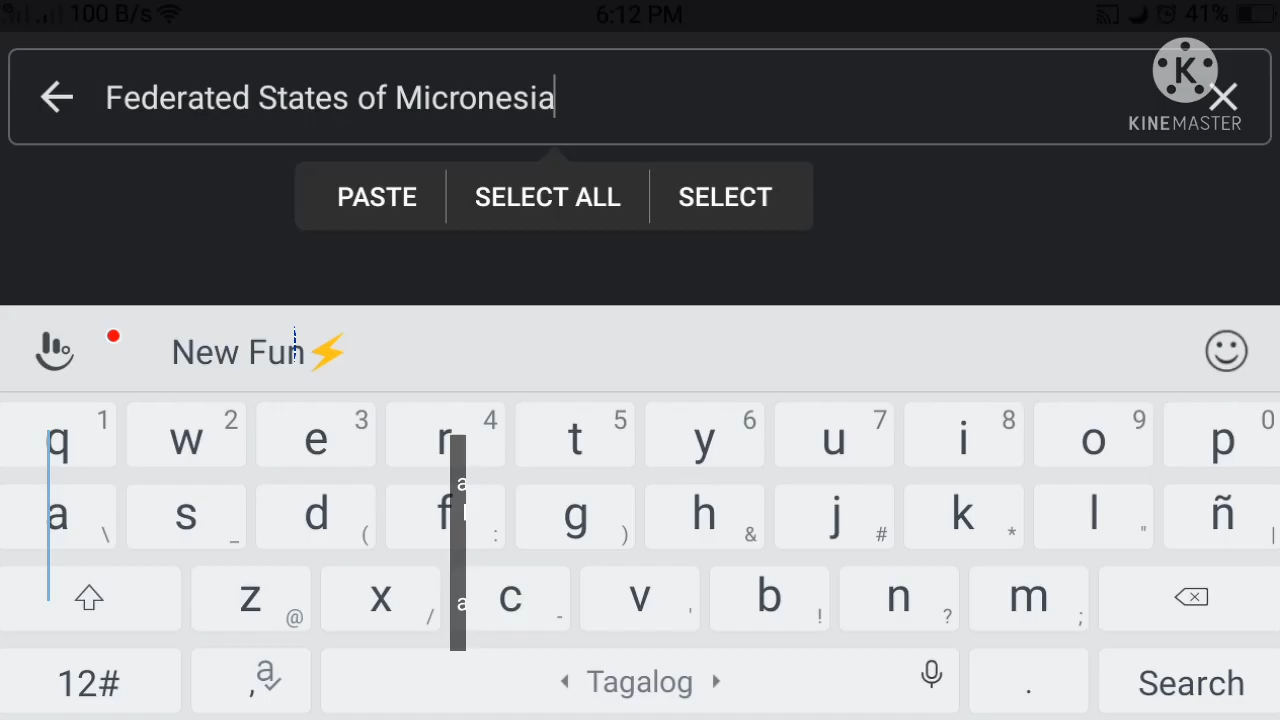 100 B/s 6:12 PM 41%
Federated States of Micronesia
K
KINEMASTER
PASTE SELECT ALL SELECT
New Fun⚡
q 1 w 2 e 3 r 4 t 5 y 6 u 7 i 8 o 9 p 0
a \ s _ d ( f : g ) h & j # k * l " ñ |
z @ x / c - v ' b ! n ? m ;
12# , a Tagalog . Search